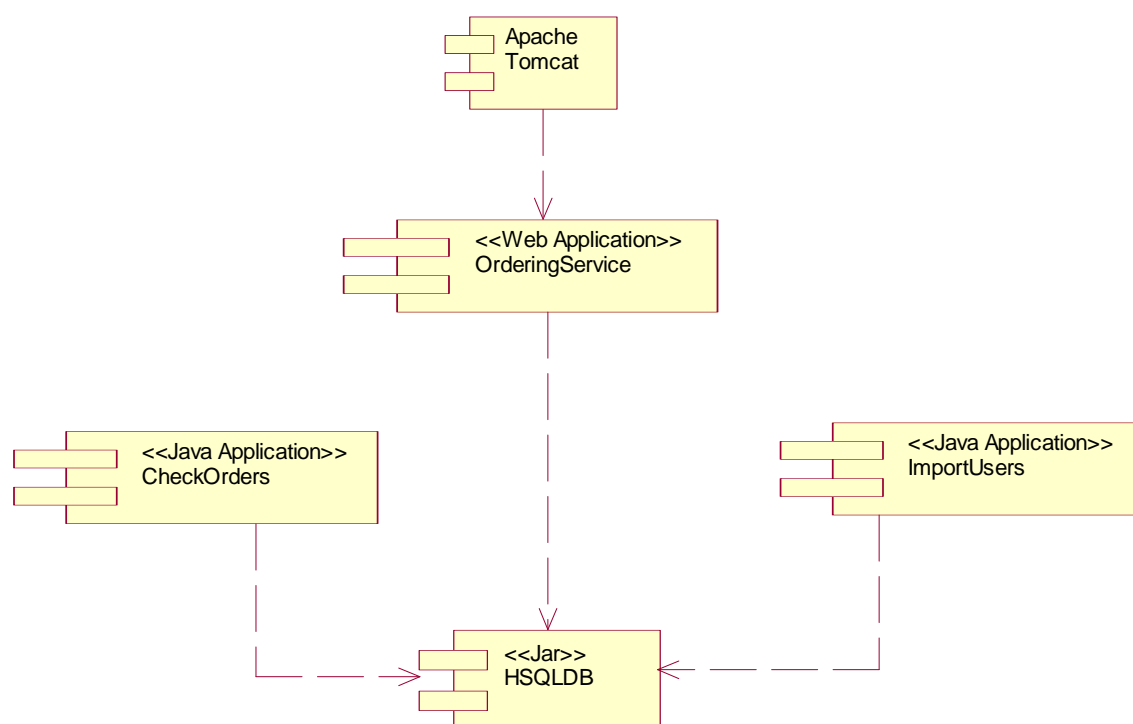 Apache
Tomcat
<<Web Application>>
OrderingService
<<Java Application>>
CheckOrders
<<Java Application>>
ImportUsers
<<Jar>>
HSQLDB